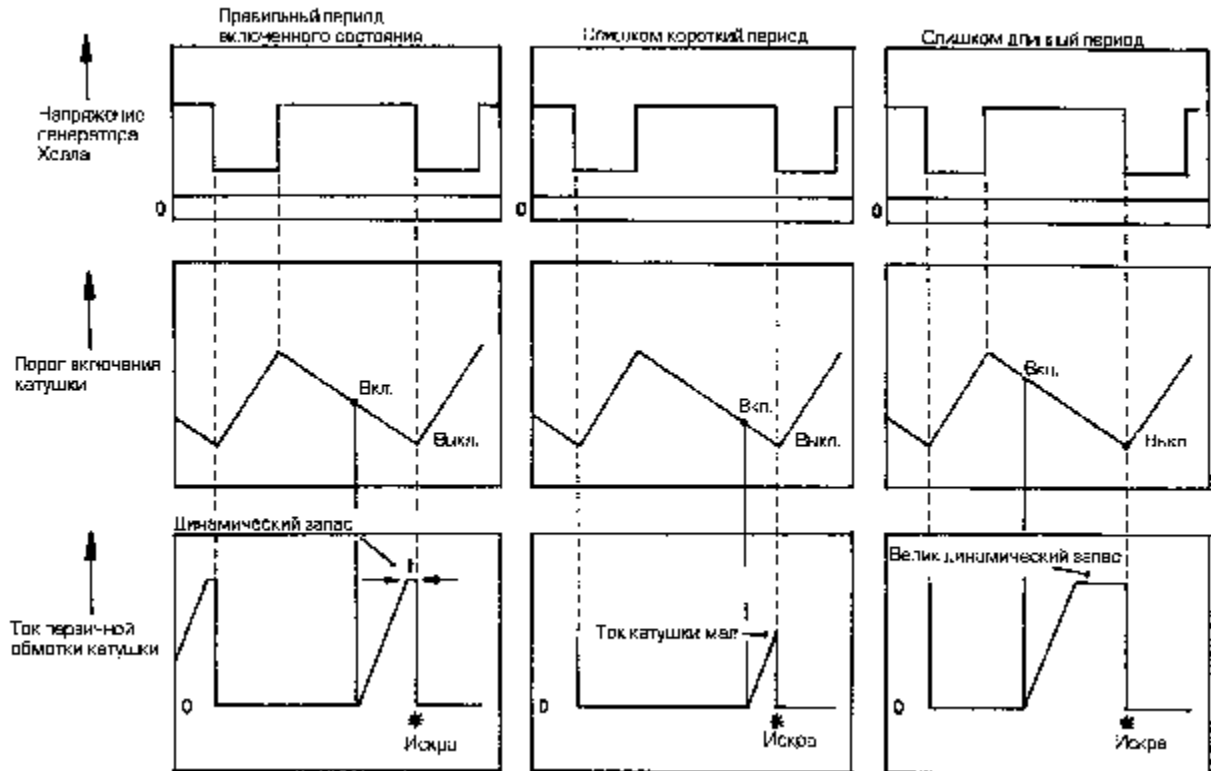 Правильный период
включенного состояния
Слишком короткий период
Слишком длинный период
Напряжение
генератора
Холла
0
0
0
Порог включения
катушки
Вкл.
Выкл.
Вкл.
Выкл.
Вкл.
Выкл
Динамический запас
Велик динамический запас
Ток первичной
обмотки катушки
Ток катушки мал
0
0
0
Искра
Искра
Искра